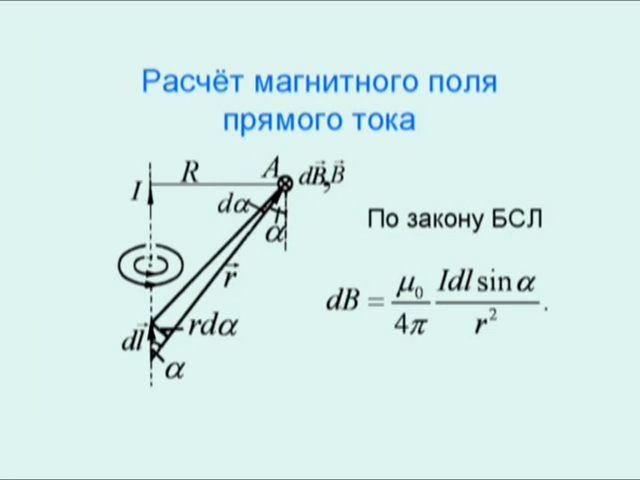 Расчёт магнитного поля
прямого тока
I
R
A
dB⃗, B⃗
dα
α
r⃗
dl⃗
rdα
α
По закону БСЛ
dB = μ₀/4π Idl sin α/r².